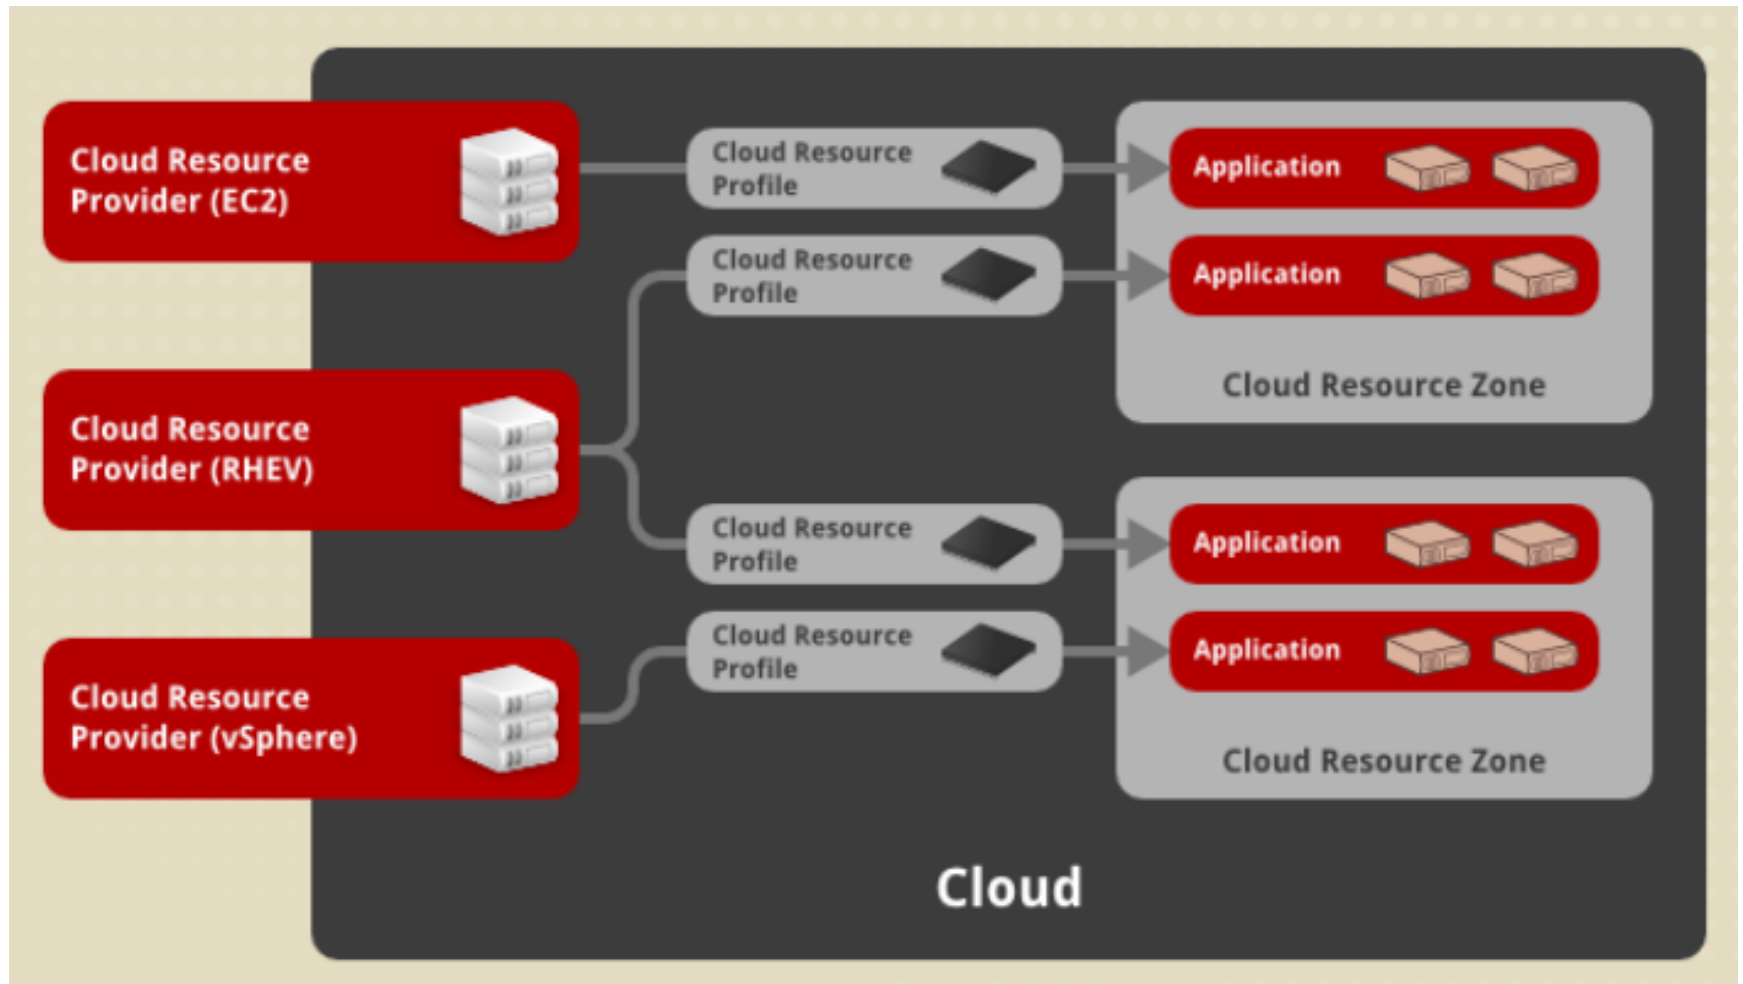 Cloud Resource
Provider (EC2)
Cloud Resource
Profile
Application
Cloud Resource
Profile
Application
Cloud Resource Zone
Cloud Resource
Provider (RHEV)
Cloud Resource
Profile
Application
Cloud Resource
Profile
Application
Cloud Resource Zone
Cloud Resource
Provider (vSphere)
Cloud